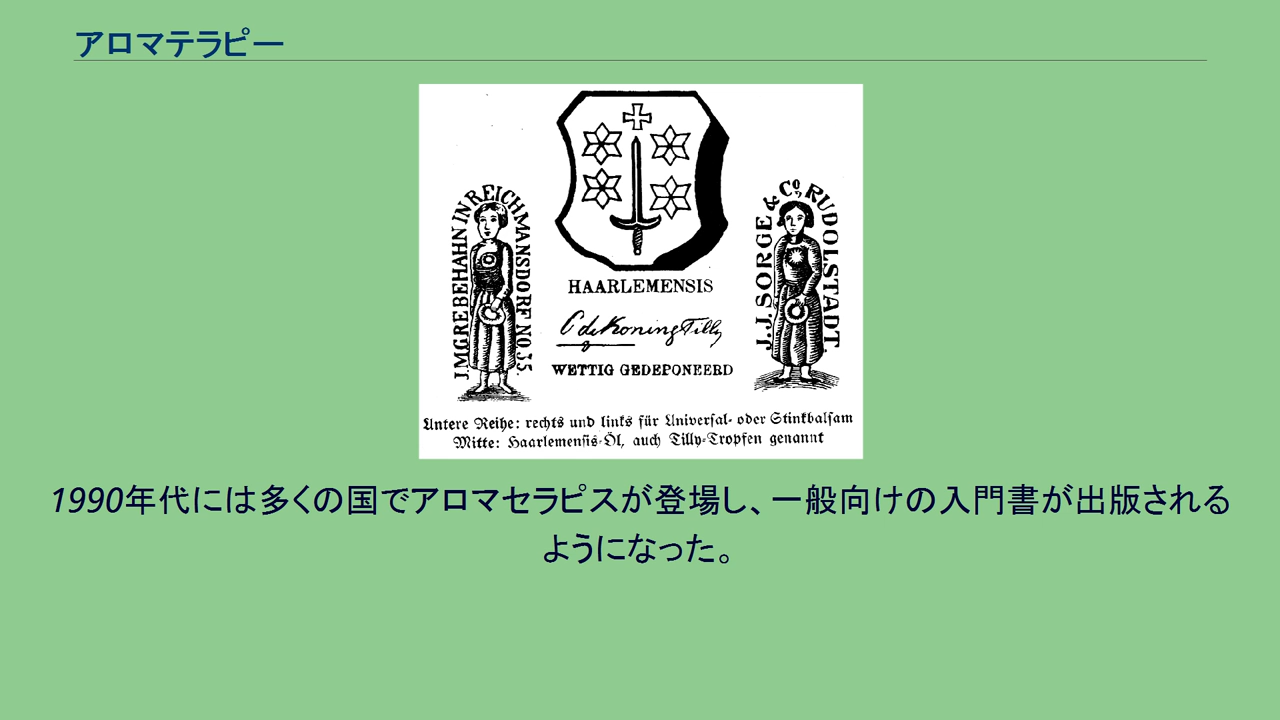 アロマテラピー
J.M.GREBEHAHN IN REICHMANSDORF NO.35.
HAARLEMENSIS
C de Koning Tilly
WETTIG GEDEPONEERD
J.J. SORGE & Co, RUDOLSTADT.
Untere Reihe: rechts und links für Univerſal- oder Stinkbalſam
Mitte: Haarlemenſis-Öl, auch Tilly-Tropfen genannt
1990年代には多くの国でアロマセラピスが登場し、一般向けの入門書が出版される
ようになった。